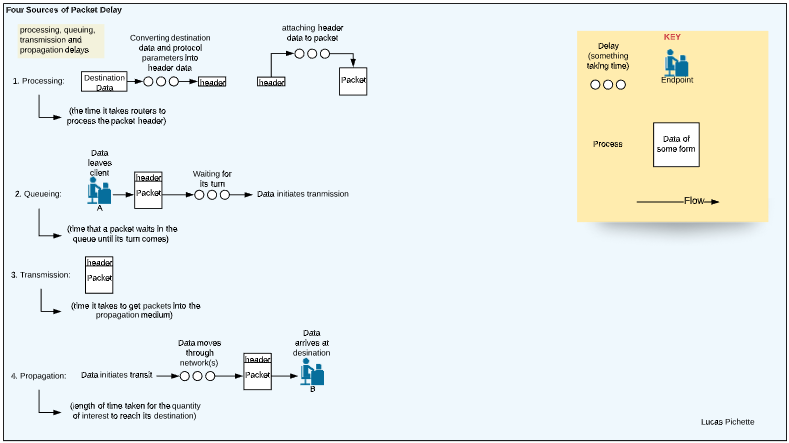 Four Sources of Packet Delay
processing, queuing,
transmission and
propagation delays
Converting destination
data and protocol
parameters into
header data
attaching header
data to packet
1. Processing:
Destination
Data
header
header
Packet
(the time it takes routers to
process the packet header)
Data
leaves
client
2. Queueing:
A
header
Packet
Waiting for
its turn
Data initiates tranmission
(time that a packet waits in the
queue until its turn comes)
3. Transmission:
header
Packet
(time it takes to get packets into the
propagation medium)
4. Propagation:
Data initiates transit
Data moves
through
network(s)
header
Packet
Data
arrives at
desination
B
(length of time taken for the quantity
of interest to reach its destination)
KEY
Delay
(something
taking time)
Endpoint
Process
Data of
some form
Flow
Lucas Pichette